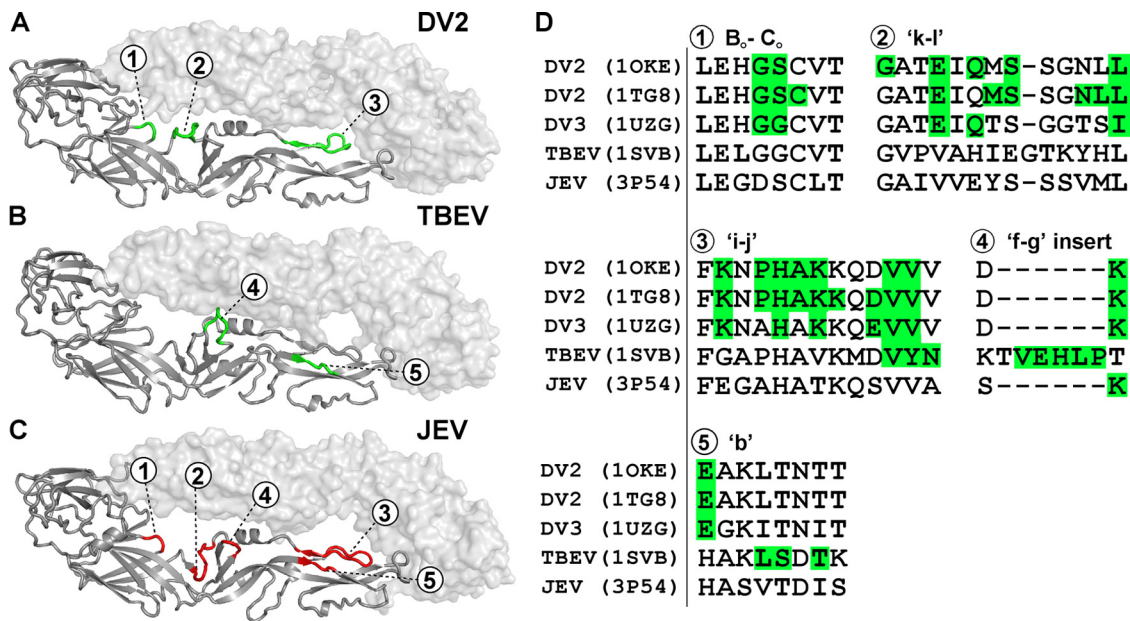 A
DV2
1
2
3
B
TBEV
4
5
C
JEV
1
2
4
3
5
D
1 Bo- Co
2 ‘k-l’
DV2 (1OKE) LEHGSCVT GATEIQMS-SGNLL
DV2 (1TG8) LEHGSCVT GATEIQMS-SGNLL
DV3 (1UZG) LEHGGCVT GATEIQTS-GGTSI
TBEV(1SVB) LELGGCVT GVPVAHIEGTKYHL
JEV (3P54) LEGDSCLT GAIVVEYS-SSVML
3 ‘i-j’
4 ‘f-g’ insert
DV2 (1OKE) FKNPHAKKQDVVV D------K
DV2 (1TG8) FKNPHAKKQDVVV D------K
DV3 (1UZG) FKNAHAKKQEVVV D------K
TBEV(1SVB) FGAPHAVKMDVYN KTVEHLPT
JEV (3P54) FEGAHATKQSVVA S------K
5 ‘b’
DV2 (1OKE) EAKLTNTT
DV2 (1TG8) EAKLTNTT
DV3 (1UZG) EGKITNIT
TBEV(1SVB) HAKLSDTK
JEV (3P54) HASVTDIS